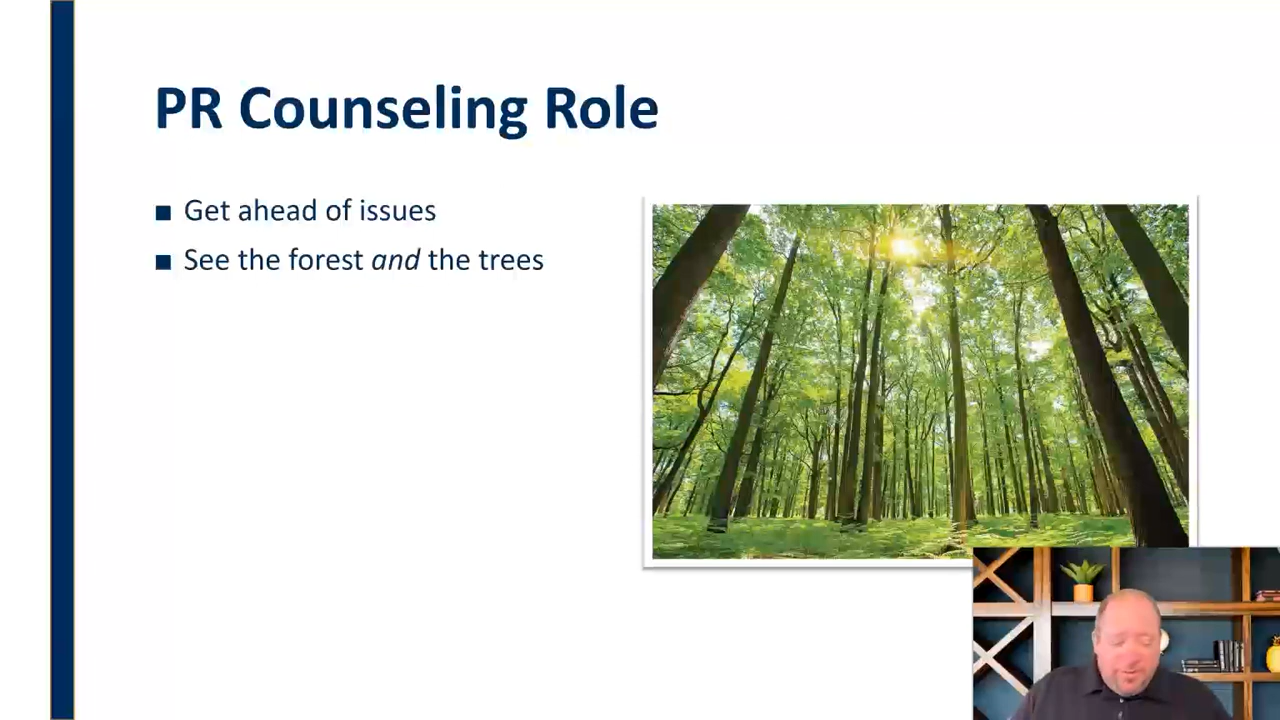 PR Counseling Role
■ Get ahead of issues
■ See the forest and the trees